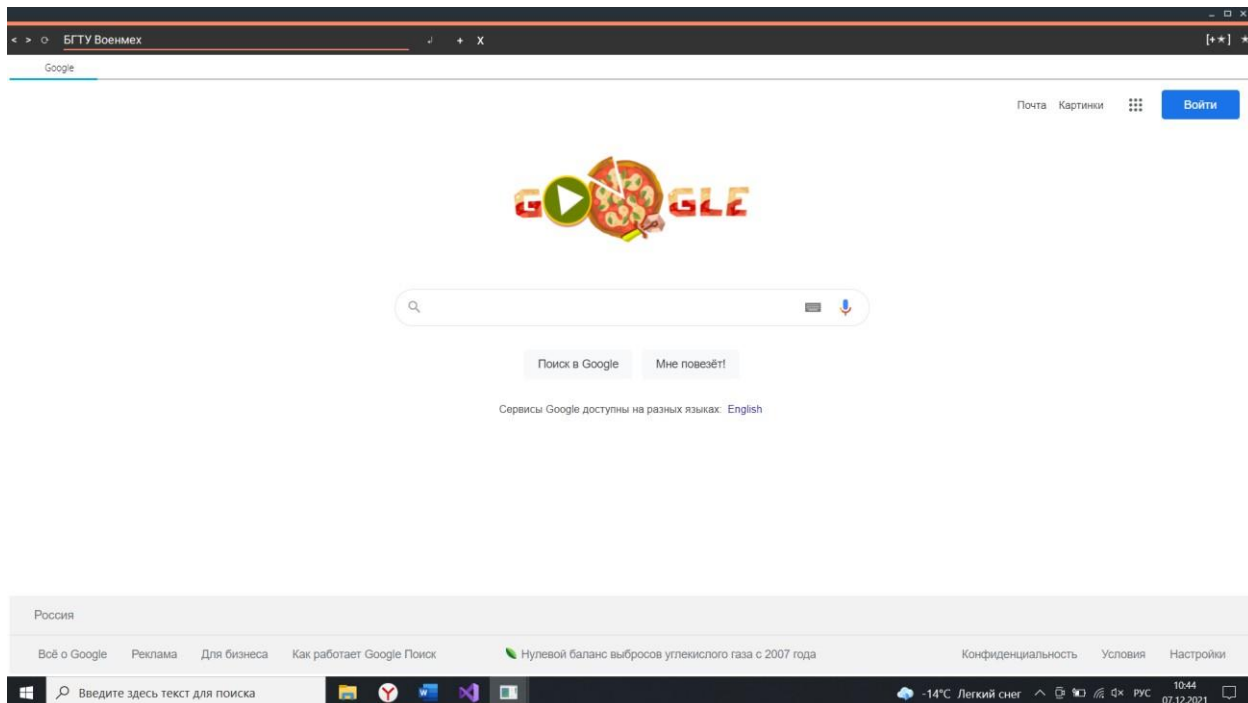 БГТУ Военмех + X [+★] ★
Google
Почта Картинки Войти
GOOGLE
Поиск в Google Мне повезёт!
Сервисы Google доступны на разных языках: English
Россия
Всё о Google Реклама Для бизнеса Как работает Google Поиск Нулевой баланс выбросов углекислого газа с 2007 года Конфиденциальность Условия Настройки
Введите здесь текст для поиска -14°C Легкий снег РУС 10:44
07.12.2021